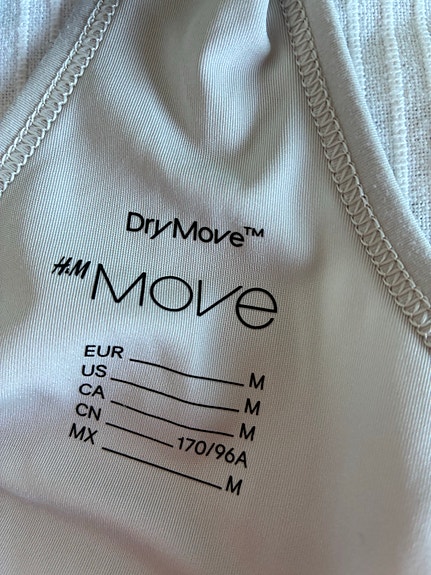 DryMove™
H&M Move
EUR M
US M
CA M
CN 170/96A
MX M